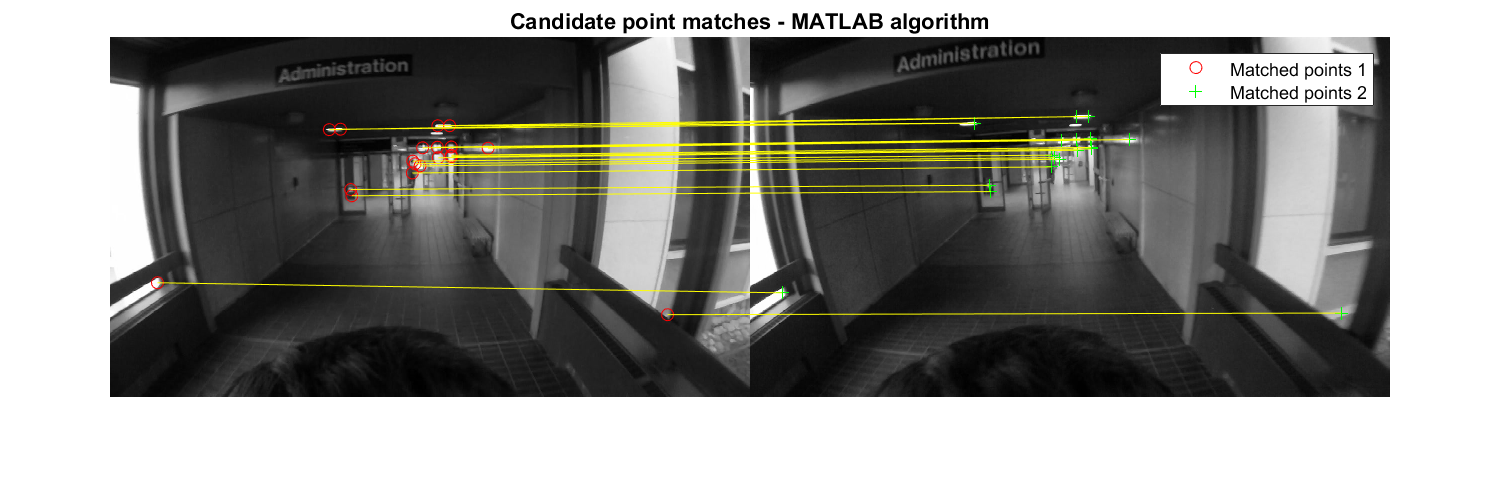 Candidate point matches - MATLAB algorithm
Administration
Administration
Matched points 1
Matched points 2